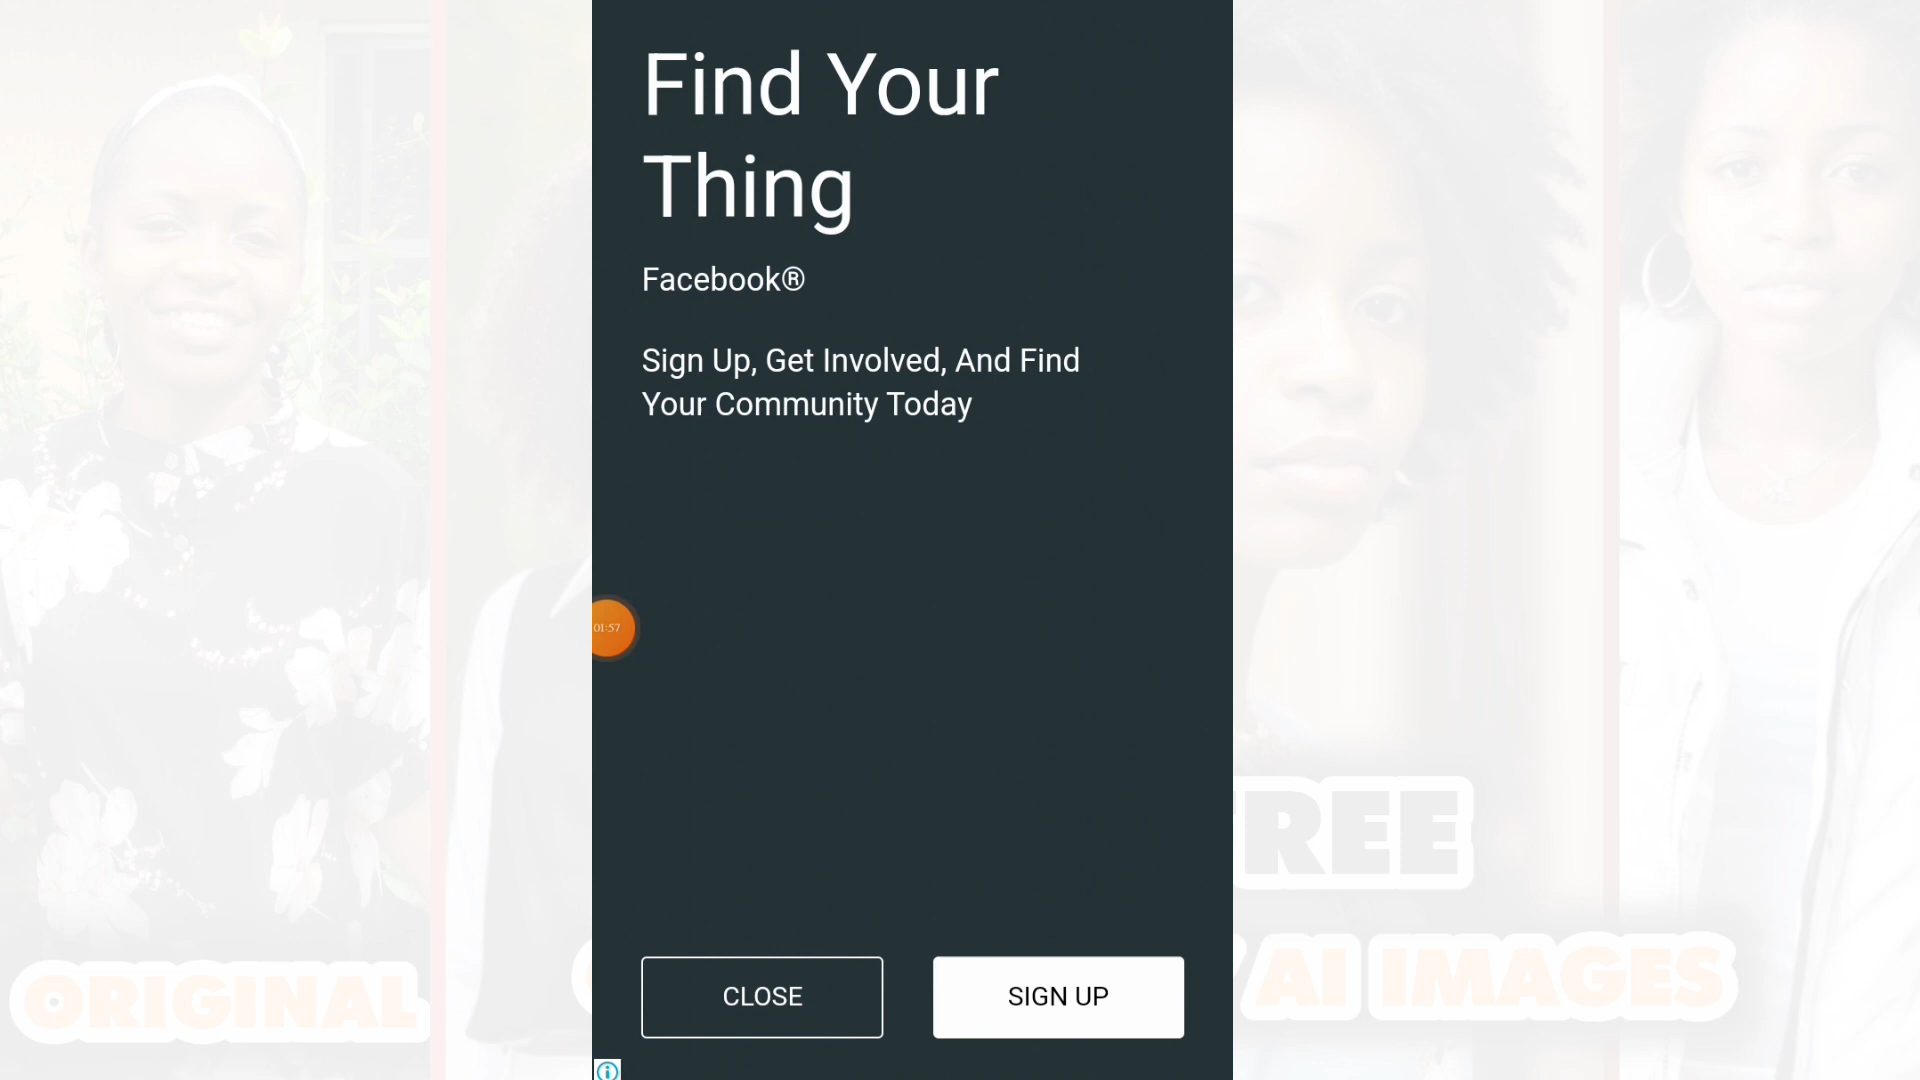 Find Your
Thing
Facebook®
Sign Up, Get Involved, And Find
Your Community Today
01:57
FREE
ORIGINAL
AI IMAGES
CLOSE
SIGN UP